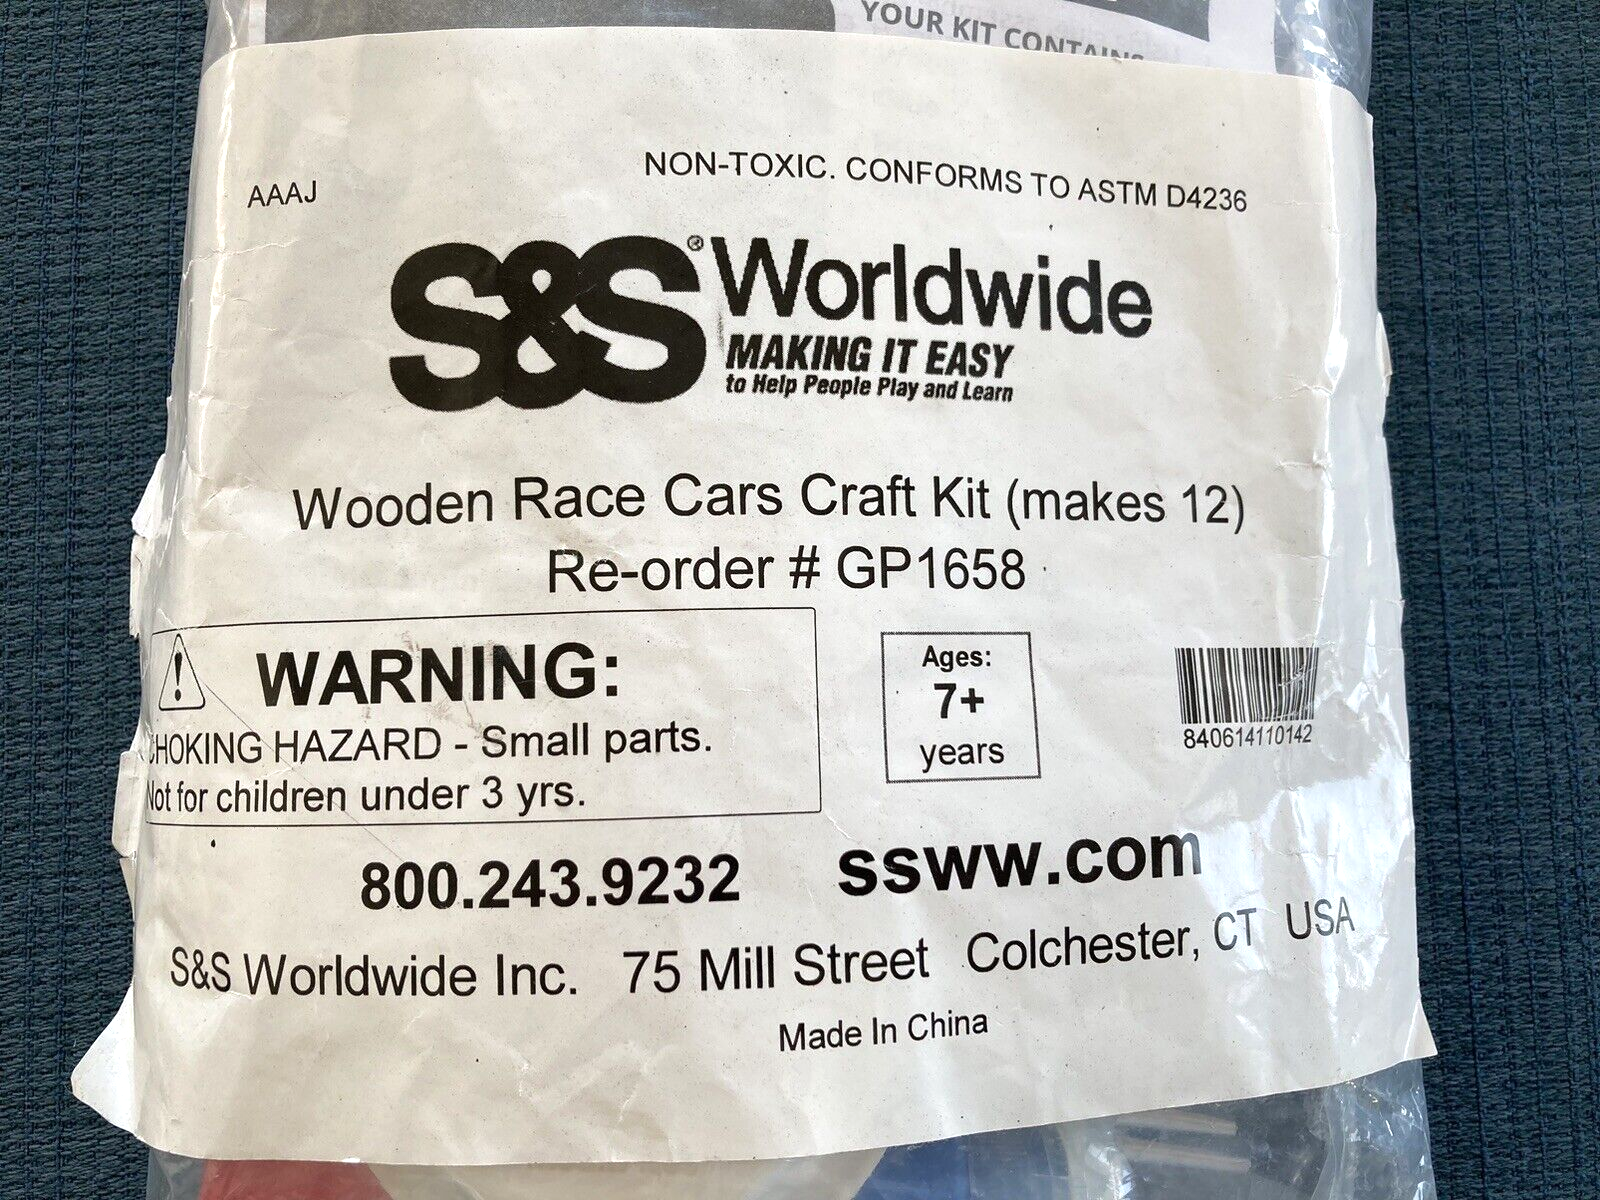 YOUR KIT CONTAINS
AAAJ
NON-TOXIC. CONFORMS TO ASTM D4236
S&S® Worldwide
MAKING IT EASY
to Help People Play and Learn
Wooden Race Cars Craft Kit (makes 12)
Re-order # GP1658
WARNING:
CHOKING HAZARD - Small parts.
Not for children under 3 yrs.
Ages:
7+
years
840614110142
800.243.9232 ssww.com
S&S Worldwide Inc. 75 Mill Street Colchester, CT USA
Made In China